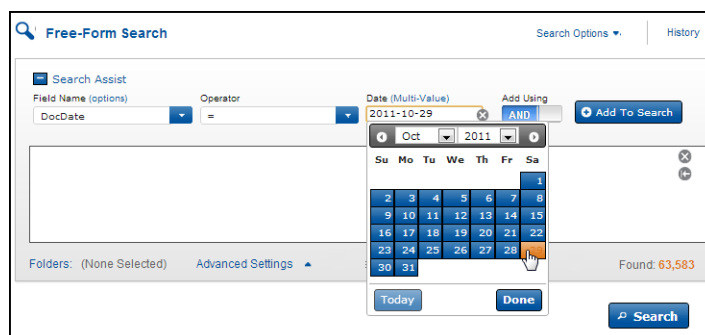 Free-Form Search
Search Options
History
Search Assist
Field Name (options)
Operator
Date (Multi-Value)
Add Using
DocDate
=
2011-10-29
AND
Add To Search
Oct
2011
Su Mo Tu We Th Fr Sa
1
2 3 4 5 6 7 8
9 10 11 12 13 14 15
16 17 18 19 20 21 22
23 24 25 26 27 28
30 31
Folders: (None Selected)
Advanced Settings
Found: 63,583
Today
Done
Search